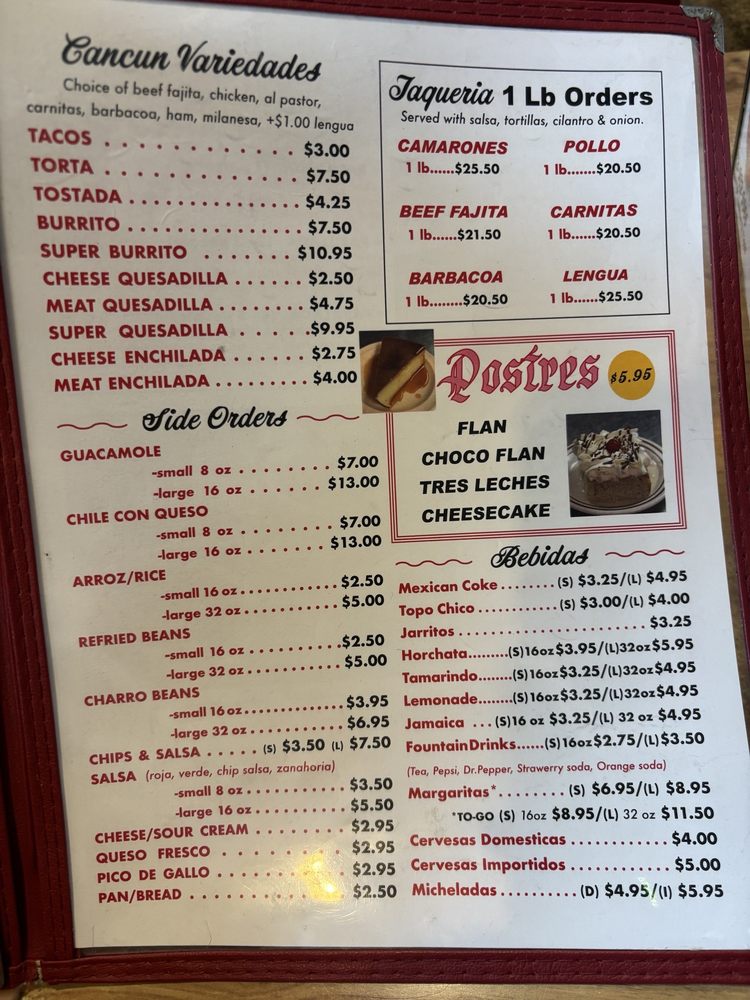 Cancun Variedades
Choice of beef fajita, chicken, al pastor,
carnitas, barbacoa, ham, milanesa, +$1.00 lengua
TACOS . . . . . . . . . . . . . $3.00
TORTA . . . . . . . . . . . . . $7.50
TOSTADA . . . . . . . . . . . . $4.25
BURRITO . . . . . . . . . . . . $7.50
SUPER BURRITO . . . . . . . $10.95
CHEESE QUESADILLA . . . . . . $2.50
MEAT QUESADILLA . . . . . . . . $4.75
SUPER QUESADILLA . . . . .$9.95
CHEESE ENCHILADA . . . . . . $2.75
MEAT ENCHILADA . . . . . . . . . $4.00
Side Orders
GUACAMOLE
-small 8 oz . . . . . . . . $7.00
-large 16 oz . . . . . . . $13.00
CHILE CON QUESO
-small 8 oz . . . . . . . . $7.00
-large 16 oz . . . . . . . $13.00
ARROZ/RICE
-small 16 oz . . . . . . . . . $2.50
-large 32 oz . . . . . . . . . $5.00
REFRIED BEANS
-small 16 oz . . . . . . . . .$2.50
-large 32 oz . . . . . . . . . $5.00
CHARRO BEANS
-small 16 oz . . . . . . . . . . . . . $3.95
-large 32 oz . . . . . . . . . $6.95
CHIPS & SALSA . . . . . (S) $3.50 (L) $7.50
SALSA (roja, verde, chip salsa, zanahoria)
-small 8 oz . . . . . . . . $3.50
-large 16 oz . . . . . . . . $5.50
CHEESE/SOUR CREAM . . . . . . . . $2.95
QUESO FRESCO . . . . . . . . . $2.95
PICO DE GALLO . . . . . . . . . . . $2.95
PAN/BREAD . . . . . . . . . . . . . $2.50
Taqueria 1 Lb Orders
Served with salsa, tortillas, cilantro & onion.
CAMARONES POLLO
1 lb......$25.50 1 lb.......$20.50
BEEF FAJITA CARNITAS
1 lb......$21.50 1 lb.......$20.50
BARBACOA LENGUA
1 lb........$20.50 1 lb......$25.50
Postres $5.95
FLAN
CHOCO FLAN
TRES LECHES
CHEESECAKE
Bebidas
Mexican Coke . . . . . . . . (S) $3.25/(L) $4.95
Topo Chico . . . . . . . . . . . . (S) $3.00/(L) $4.00
Jarritos . . . . . . . . . . . . . . . . . . . . . . . . $3.25
Horchata.........(S)16oz$3.95/(L)32oz$5.95
Tamarindo.......(S)16oz$3.25/(L)32oz$4.95
Lemonade.......(S)16oz$3.25/(L)32oz$4.95
Jamaica ...(S)16 oz $3.25/(L) 32 oz $4.95
Fountain Drinks......(S)16oz$2.75/(L)$3.50
(Tea, Pepsi, Dr.Pepper, Strawerry soda, Orange soda)
Margaritas* . . . . . . . . . (S) $6.95/(L) $8.95
*TO-GO (S) 16oz $8.95/(L) 32 oz $11.50
Cervesas Domesticas . . . . . . . . . . . . $4.00
Cervesas Importidos . . . . . . . . . . . . $5.00
Micheladas . . . . . . . . . . (D) $4.95/(I) $5.95